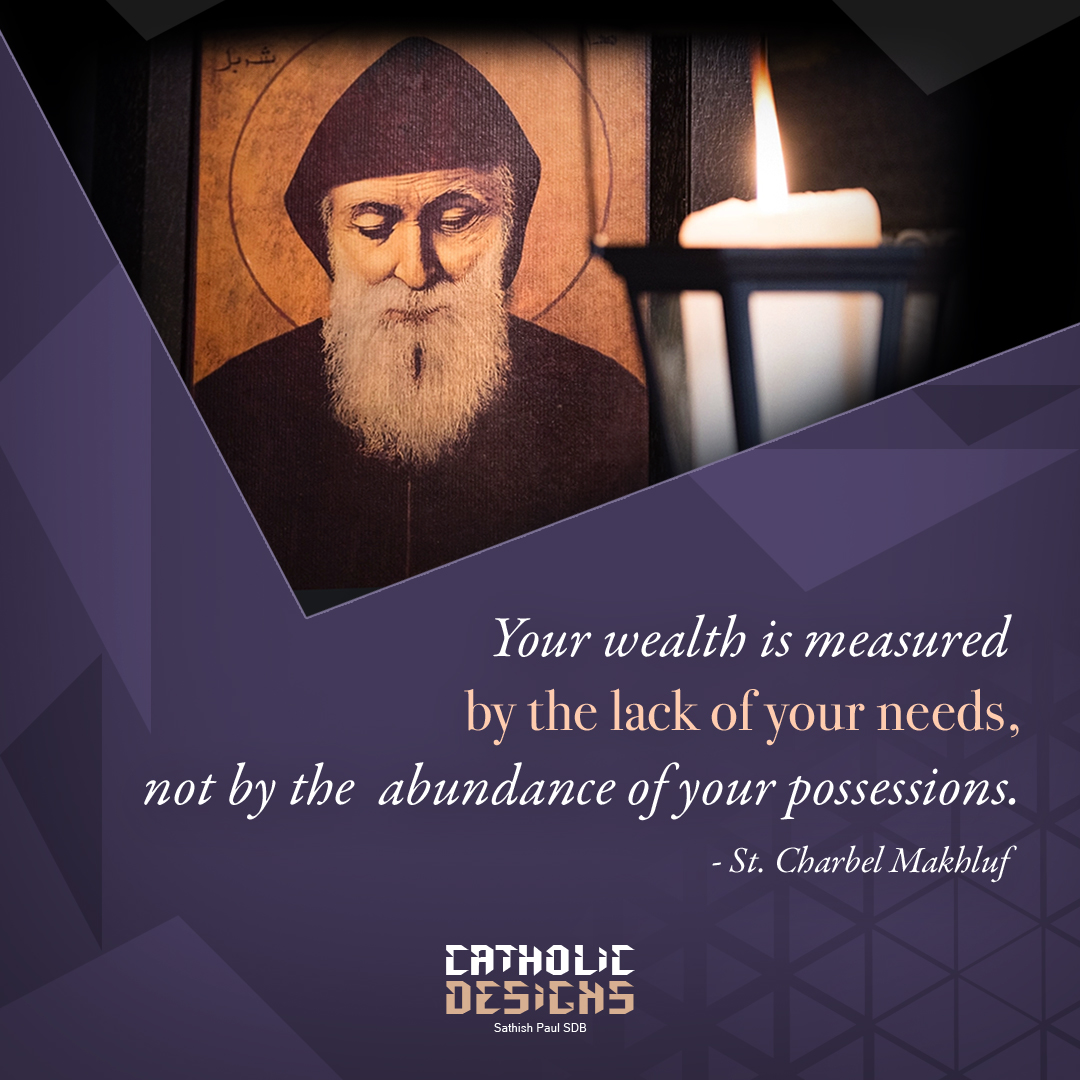 شربل
Your wealth is measured
by the lack of your needs,
not by the abundance of your possessions.
- St. Charbel Makhluf
CATHOLIC
DESIGNS
Sathish Paul SDB